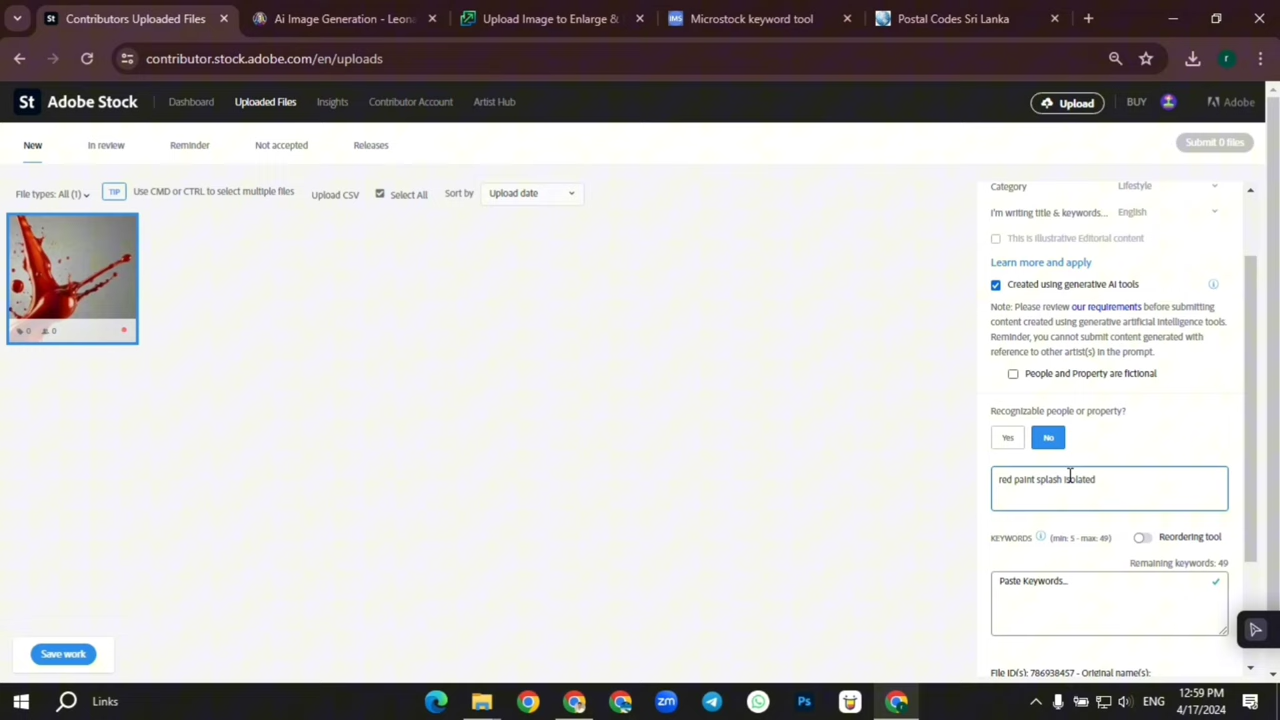 St Contributors Uploaded Files
Ai Image Generation - Leona
Upload Image to Enlarge &
IMS Microstock keyword tool
Postal Codes Sri Lanka
contributor.stock.adobe.com/en/uploads
r
St Adobe Stock
Dashboard
Uploaded Files
Insights
Contributor Account
Artist Hub
Upload
BUY
Adobe
New
In review
Reminder
Not accepted
Releases
Submit 0 files
File types: All (1)
TIP
Use CMD or CTRL to select multiple files
Upload CSV
Select All
Sort by
Upload date
0
0
Category
Lifestyle
I'm writing title & keywords...
English
This is Illustrative Editorial content
Learn more and apply
Created using generative AI tools
Note: Please review our requirements before submitting
content created using generative artificial intelligence tools.
Reminder, you cannot submit content generated with
reference to other artist(s) in the prompt.
People and Property are fictional
Recognizable people or property?
Yes
No
red paint splash isolated
KEYWORDS
(min: 5 - max: 49)
Reordering tool
Remaining keywords: 49
Paste Keywords...
Save work
File ID(s): 786938457 - Original name(s):
Links
zm
Ps
ENG
12:59 PM
4/17/2024